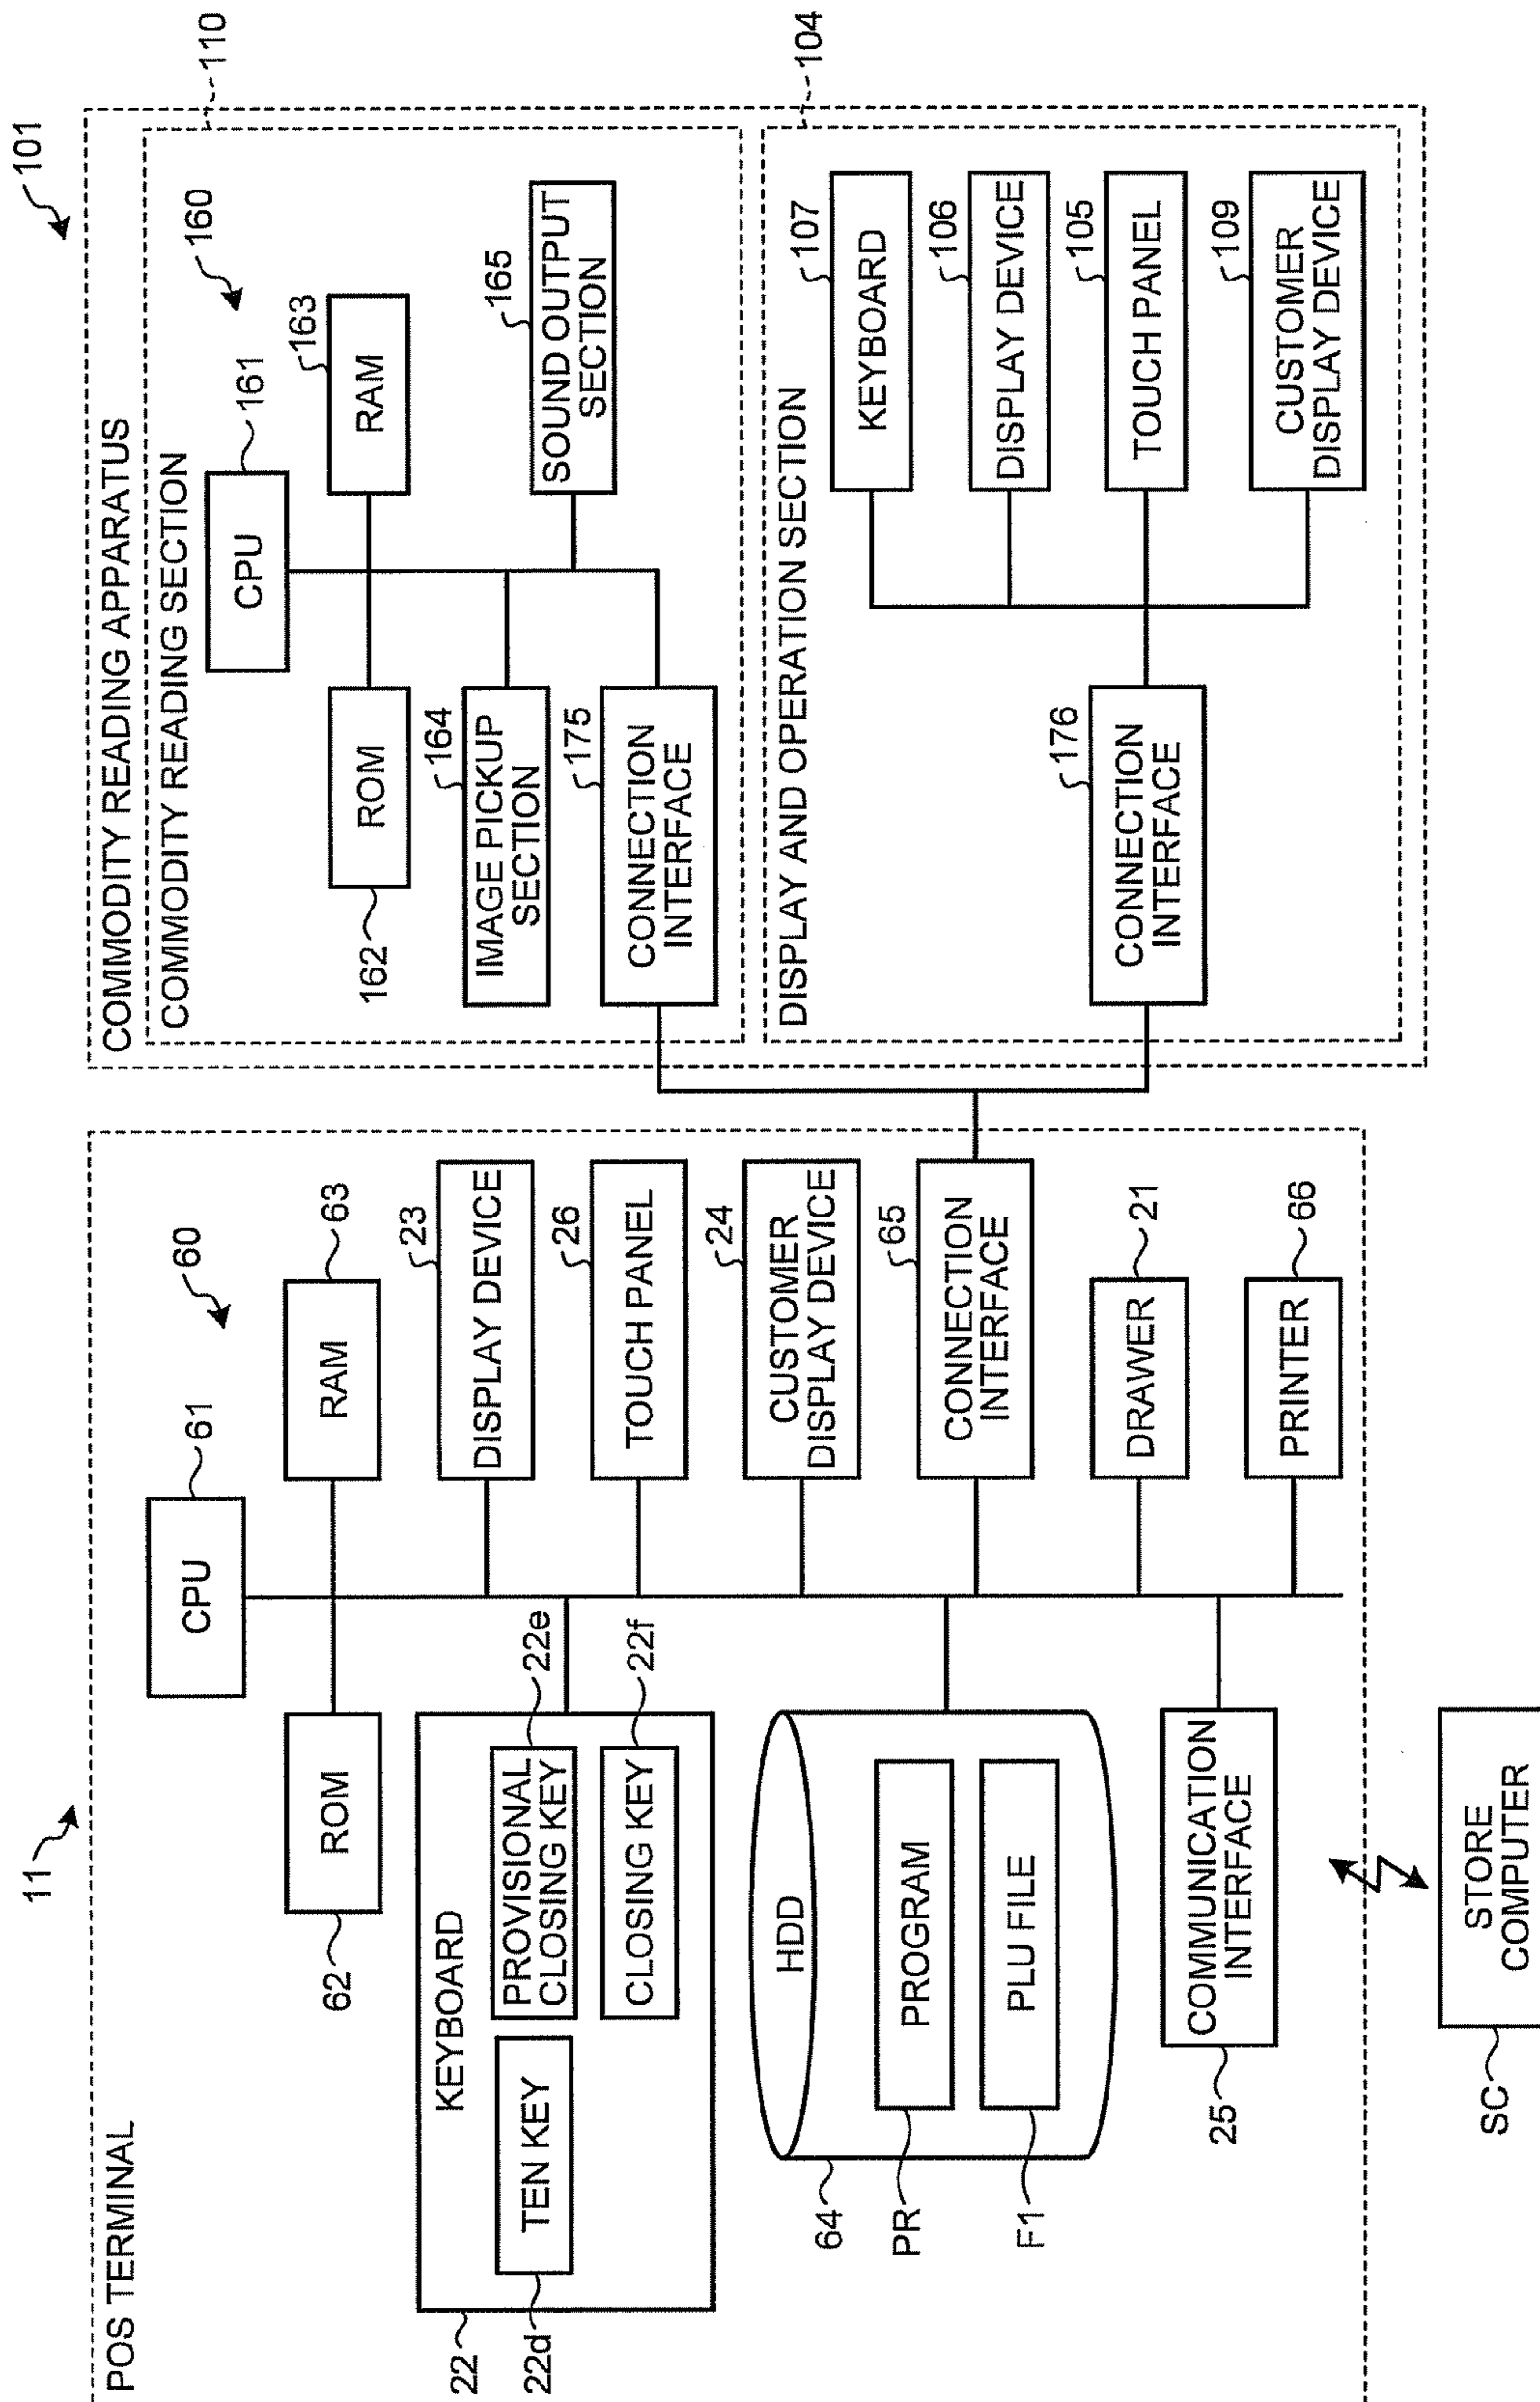 11
POS TERMINAL
CPU
61
60
ROM
62
RAM
63
KEYBOARD
22
TEN KEY
22d
PROVISIONAL
CLOSING KEY
22e
CLOSING KEY
22f
DISPLAY DEVICE
23
TOUCH PANEL
26
CUSTOMER
DISPLAY DEVICE
24
HDD
64
PROGRAM
PR
PLU FILE
F1
CONNECTION
INTERFACE
65
DRAWER
21
PRINTER
66
COMMUNICATION
INTERFACE
25
STORE
COMPUTER
SC
101
COMMODITY READING APPARATUS
110
COMMODITY READING SECTION
160
CPU
161
ROM
162
RAM
163
IMAGE PICKUP
SECTION
164
SOUND OUTPUT
SECTION
165
CONNECTION
INTERFACE
175
104
DISPLAY AND OPERATION SECTION
KEYBOARD
107
DISPLAY DEVICE
106
CONNECTION
INTERFACE
176
TOUCH PANEL
105
CUSTOMER
DISPLAY DEVICE
109